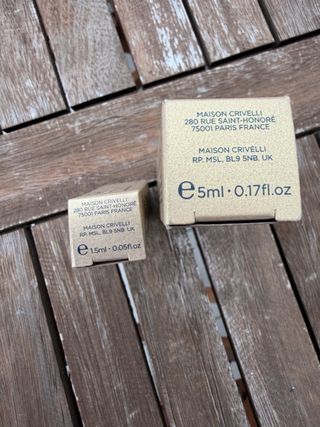 MAISON CRIVELLI
280 RUE SAINT-HONORÉ
75001 PARIS FRANCE
MAISON CRIVELLI
RP. MSL, BL9 5NB. UK
℮5ml · 0.17fl.oz
MAISON CRIVELLI
280 RUE SAINT-HONORÉ
75001 PARIS FRANCE
MAISON CRIVELLI
RP. MSL, BL9 5NB. UK
℮1.5ml · 0.05fl.oz